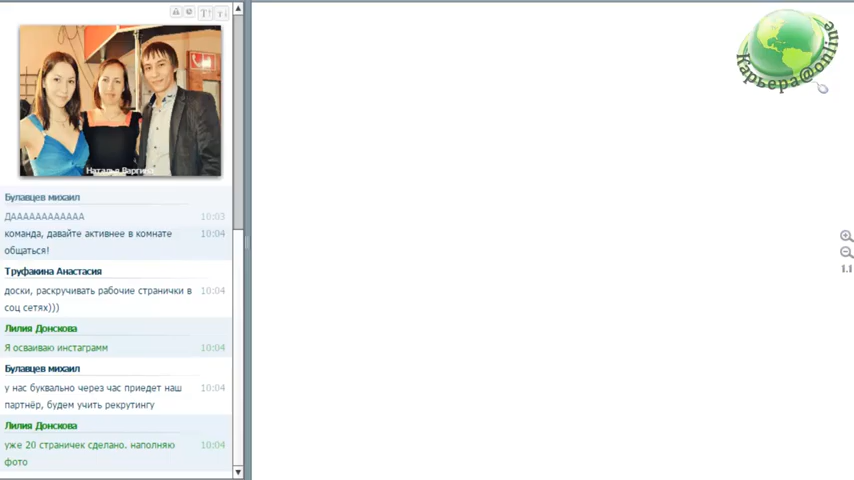 Карьера@online
T↑ T↓
Наталья Варгина
Булавцев михаил
ДАААААААААААА 10:03
команда, давайте активнее в комнате 10:04
общаться!
Труфакина Анастасия
доски, раскручивать рабочие странички в 10:04
соц сетях)))
Лилия Донскова
Я осваиваю инстаграмм 10:04
Булавцев михаил
у нас буквально через час приедет наш 10:04
партнёр, будем учить рекрутингу
Лилия Донскова
уже 20 страничек сделано. наполняю 10:04
фото
1:1